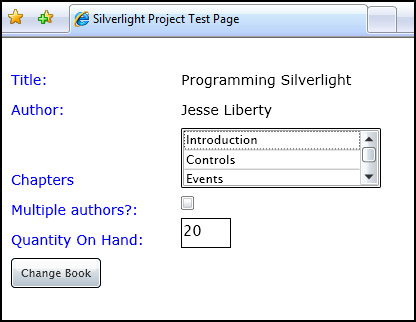 Silverlight Project Test Page
Title: Programming Silverlight
Author: Jesse Liberty
Introduction
Controls
Chapters Events
Multiple authors?:
Quantity On Hand: 20
Change Book